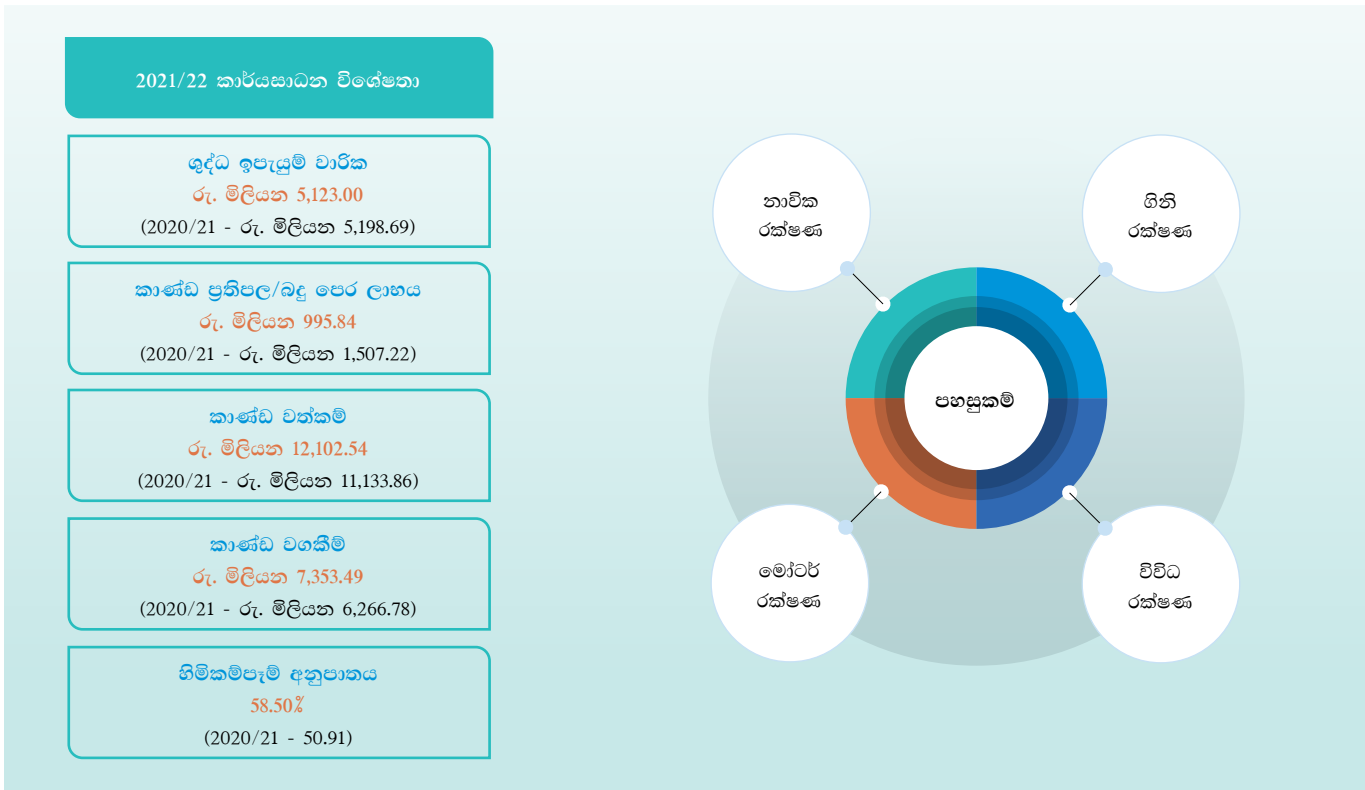 2021/22 කාර්යසාධන විශේෂතා
ශුද්ධ ඉපැයුම් වාරික
රු. මිලියන 5,123.00
(2020/21 - රු. මිලියන 5,198.69)
කාණ්ඩ ප්‍රතිපල/බදු පෙර ලාභය
රු. මිලියන 995.84
(2020/21 - රු. මිලියන 1,507.22)
කාණ්ඩ වත්කම්
රු. මිලියන 12,102.54
(2020/21 - රු. මිලියන 11,133.86)
කාණ්ඩ වගකීම්
රු. මිලියන 7,353.49
(2020/21 - රු. මිලියන 6,266.78)
හිමිකම්පෑම් අනුපාතය
58.50%
(2020/21 - 50.91)
නාවික
රක්ෂණ
ගිනි
රක්ෂණ
පහසුකම්
මෝටර්
රක්ෂණ
විවිධ
රක්ෂණ